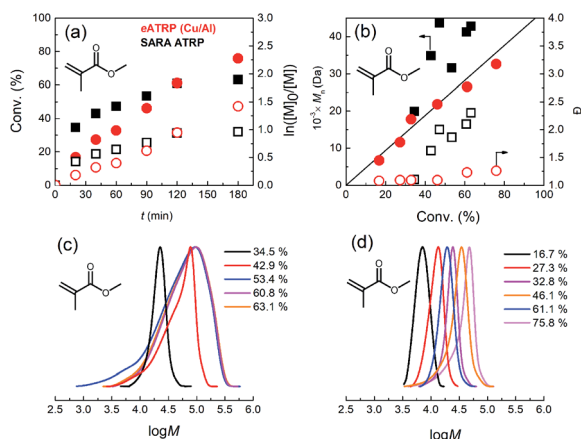 (a)
eATRP (Cu/Al)
SARA ATRP
100
80
60
40
20
0
Conv. (%)
0 30 60 90 120 150 180
t (min)
3.0
2.5
2.0
1.5
1.0
0.5
0.0
ln([M]0/[M])
O
O
(b)
40
30
20
10
0
10⁻³× Mn (Da)
0 20 40 60 80 100
Conv. (%)
4.0
3.5
3.0
2.5
2.0
1.5
1.0
Đ
O
O
(c)
34.5 %
42.9 %
53.4 %
60.8 %
63.1 %
O
O
2.5 3.0 3.5 4.0 4.5 5.0 5.5 6.0
logM
(d)
16.7 %
27.3 %
32.8 %
46.1 %
61.1 %
75.8 %
O
O
2.5 3.0 3.5 4.0 4.5 5.0 5.5 6.0
logM